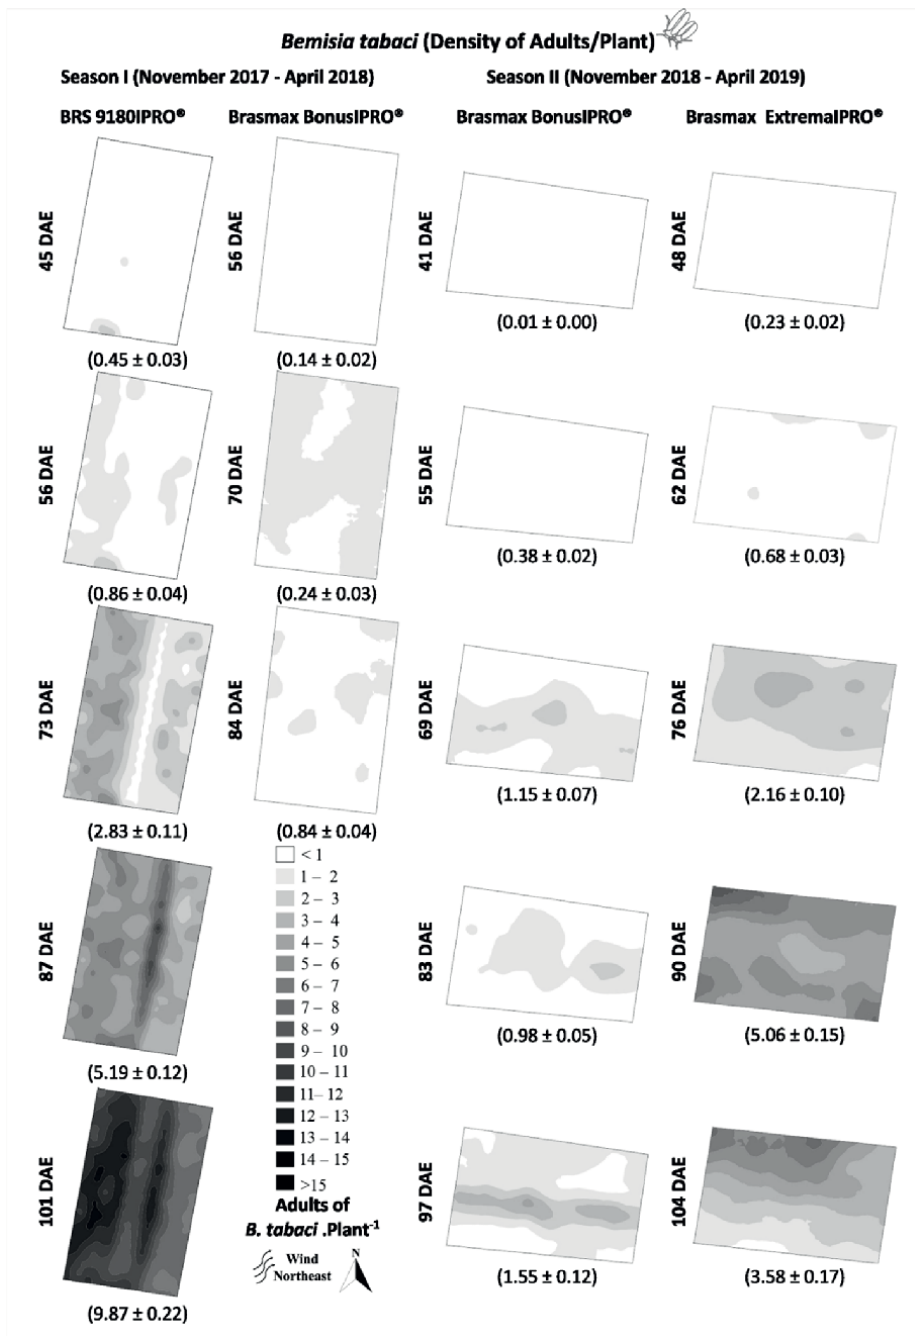 Bemisia tabaci (Density of Adults/Plant)
Season I (November 2017 - April 2018)
Season II (November 2018 - April 2019)
BRS 9180IPRO®
Brasmax BonusIPRO®
Brasmax BonusIPRO®
Brasmax ExtremaIPRO®
45 DAE
56 DAE
41 DAE
48 DAE
(0.01 ± 0.00)
(0.23 ± 0.02)
(0.45 ± 0.03)
(0.14 ± 0.02)
56 DAE
70 DAE
55 DAE
62 DAE
(0.38 ± 0.02)
(0.68 ± 0.03)
(0.86 ± 0.04)
(0.24 ± 0.03)
73 DAE
84 DAE
69 DAE
76 DAE
(1.15 ± 0.07)
(2.16 ± 0.10)
(2.83 ± 0.11)
(0.84 ± 0.04)
87 DAE
83 DAE
90 DAE
(0.98 ± 0.05)
(5.06 ± 0.15)
(5.19 ± 0.12)
< 1
1 – 2
2 – 3
3 – 4
4 – 5
5 – 6
6 – 7
7 – 8
8 – 9
9 – 10
10 – 11
11– 12
12 – 13
13 – 14
14 – 15
>15
Adults of
B. tabaci .Plant⁻¹
Wind
Northeast
N
101 DAE
97 DAE
104 DAE
(1.55 ± 0.12)
(3.58 ± 0.17)
(9.87 ± 0.22)